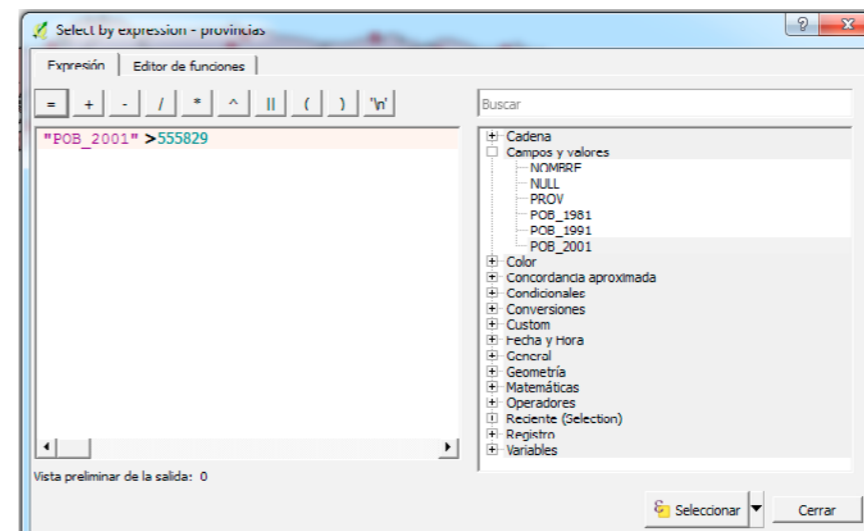 Select by expression - provincias
Expresión
Editor de funciones
= + - / * ^ || ( ) '\n'
Buscar
"POB_2001" >555829
Cadena
Campos y valores
NOMBRE
NULL
PROV
POB_1981
POB_1991
POB_2001
Color
Concordancia aproximada
Condicionales
Conversiones
Custom
Fecha y Hora
General
Geometría
Matemáticas
Operadores
Reciente (Selection)
Registro
Variables
Vista preliminar de la salida: 0
Seleccionar
Cerrar